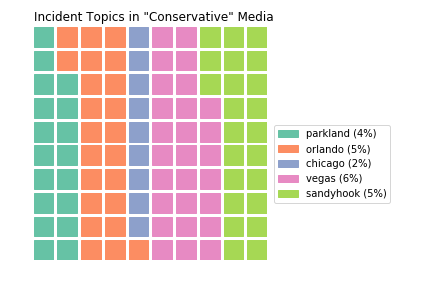 Incident Topics in "Conservative" Media
parkland (4%)
orlando (5%)
chicago (2%)
vegas (6%)
sandyhook (5%)